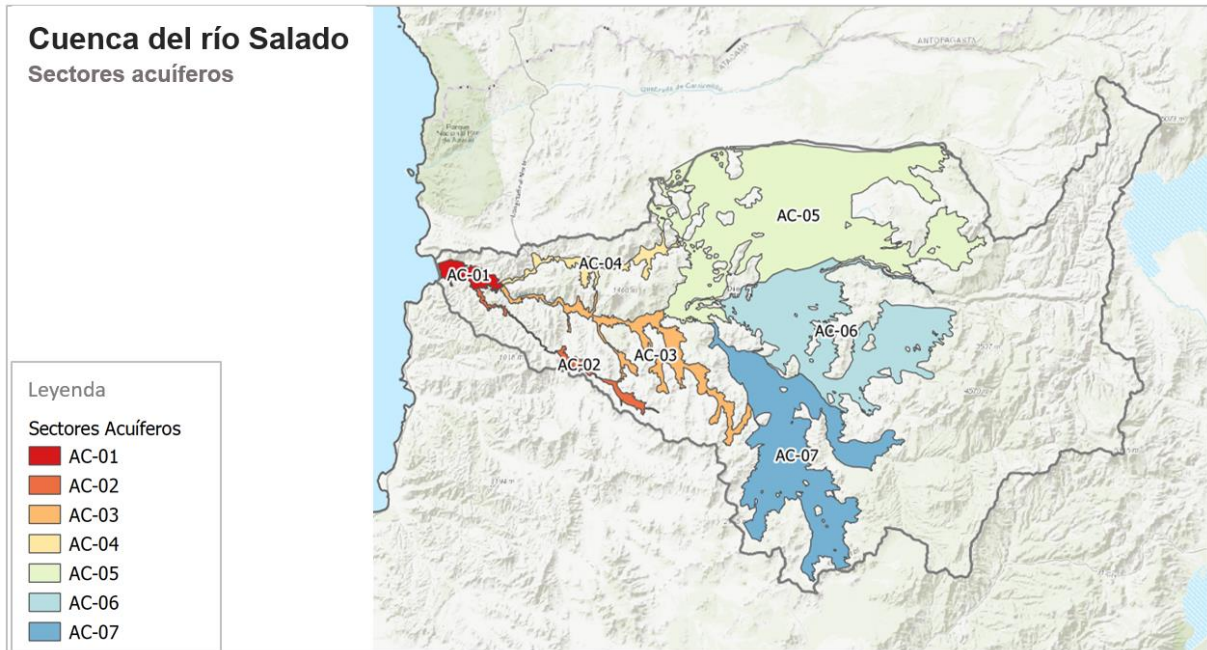 Cuenca del río Salado
Sectores acuíferos
ANTOFAGASTA
ATACAMA
Parque
AC-05
AC-01
AC-04
AC-06
AC-03
AC-02
AC-07
Leyenda
Sectores Acuíferos
AC-01
AC-02
AC-03
AC-04
AC-05
AC-06
AC-07